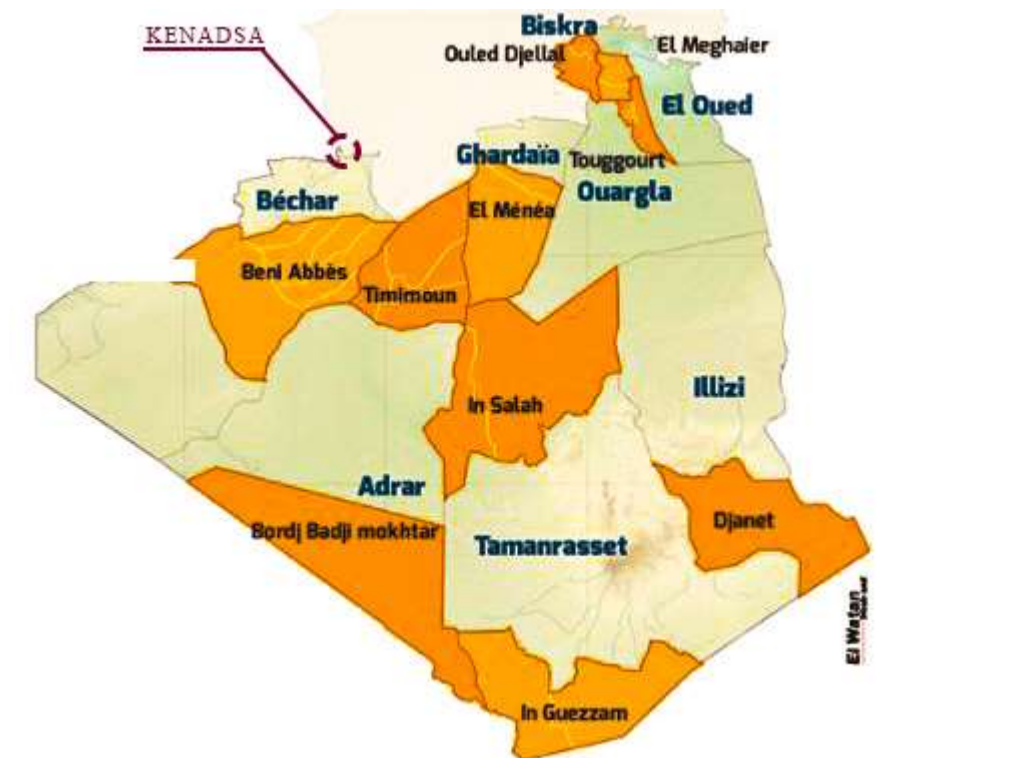 KENADSA
Biskra
Ouled Djellal
El Meghaier
El Oued
Ghardaïa
Touggourt
Ouargla
Béchar
El Ménéa
Beni Abbès
Timimoun
Illizi
In Salah
Adrar
Bordj Badji mokhtar
Djanet
Tamanrasset
El Watan
In Guezzam